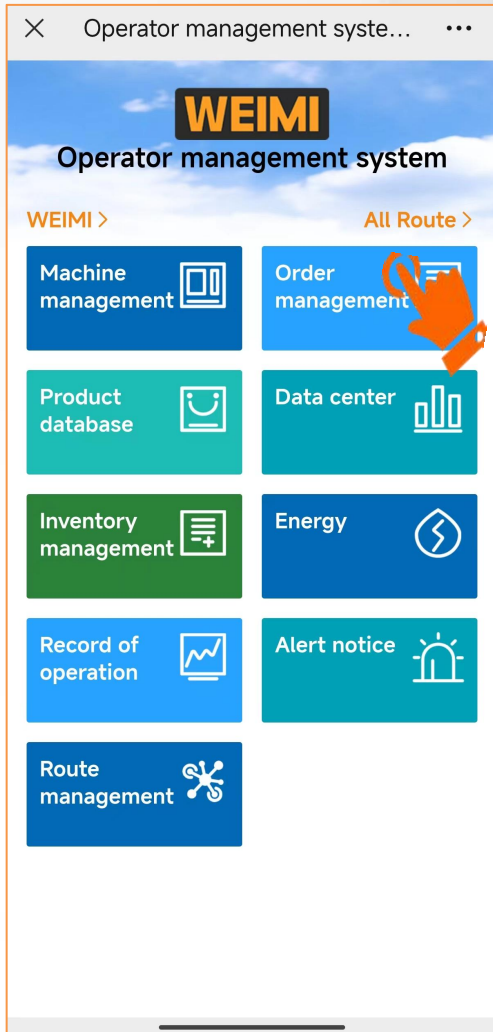 Operator management syste...
WEIMI
Operator management system
WEIMI >
All Route >
Machine
management
Order
management
Product
database
Data center
Inventory
management
Energy
Record of
operation
Alert notice
Route
management